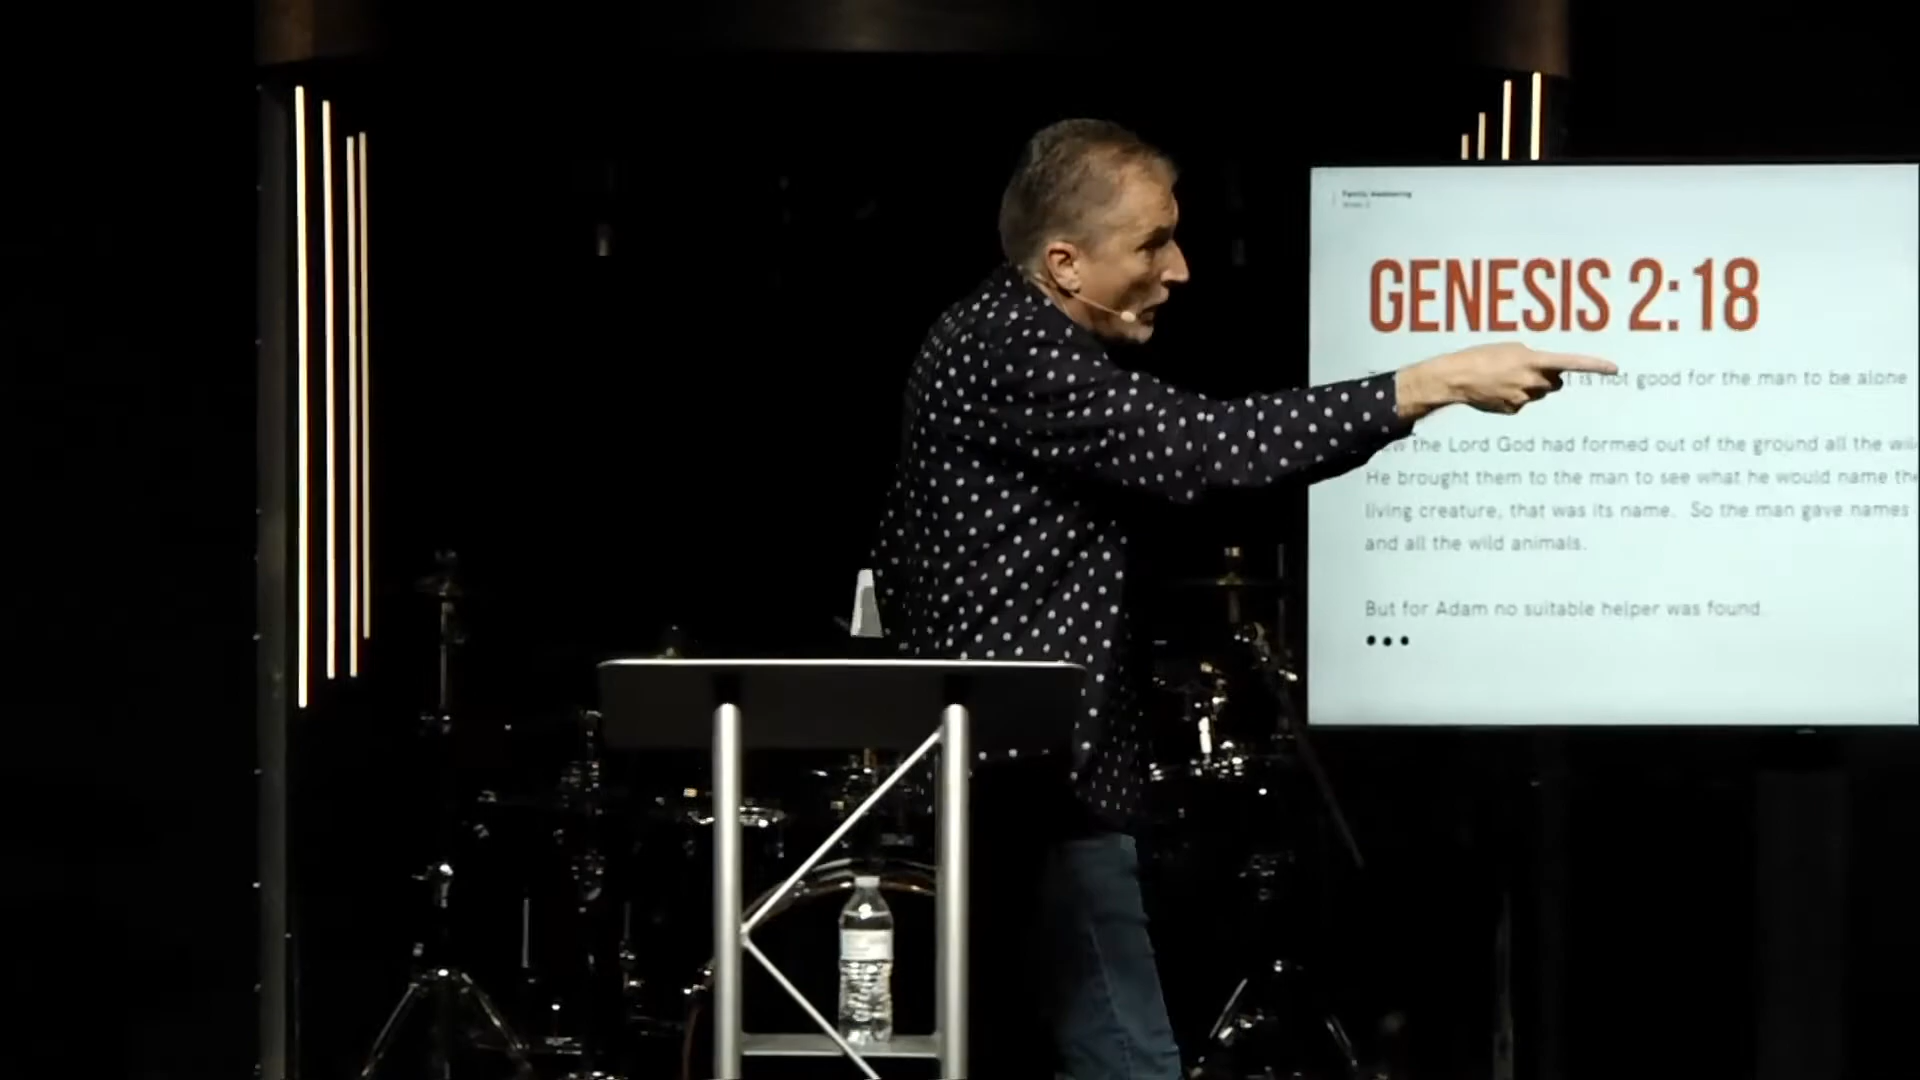 Family Awakening
GENESIS 2:18
is not good for the man to be alone
the Lord God had formed out of the ground all the
He brought them to the man to see what he would name
living creature, that was its name. So the man gave names
and all the wild animals.
But for Adam no suitable helper was found.